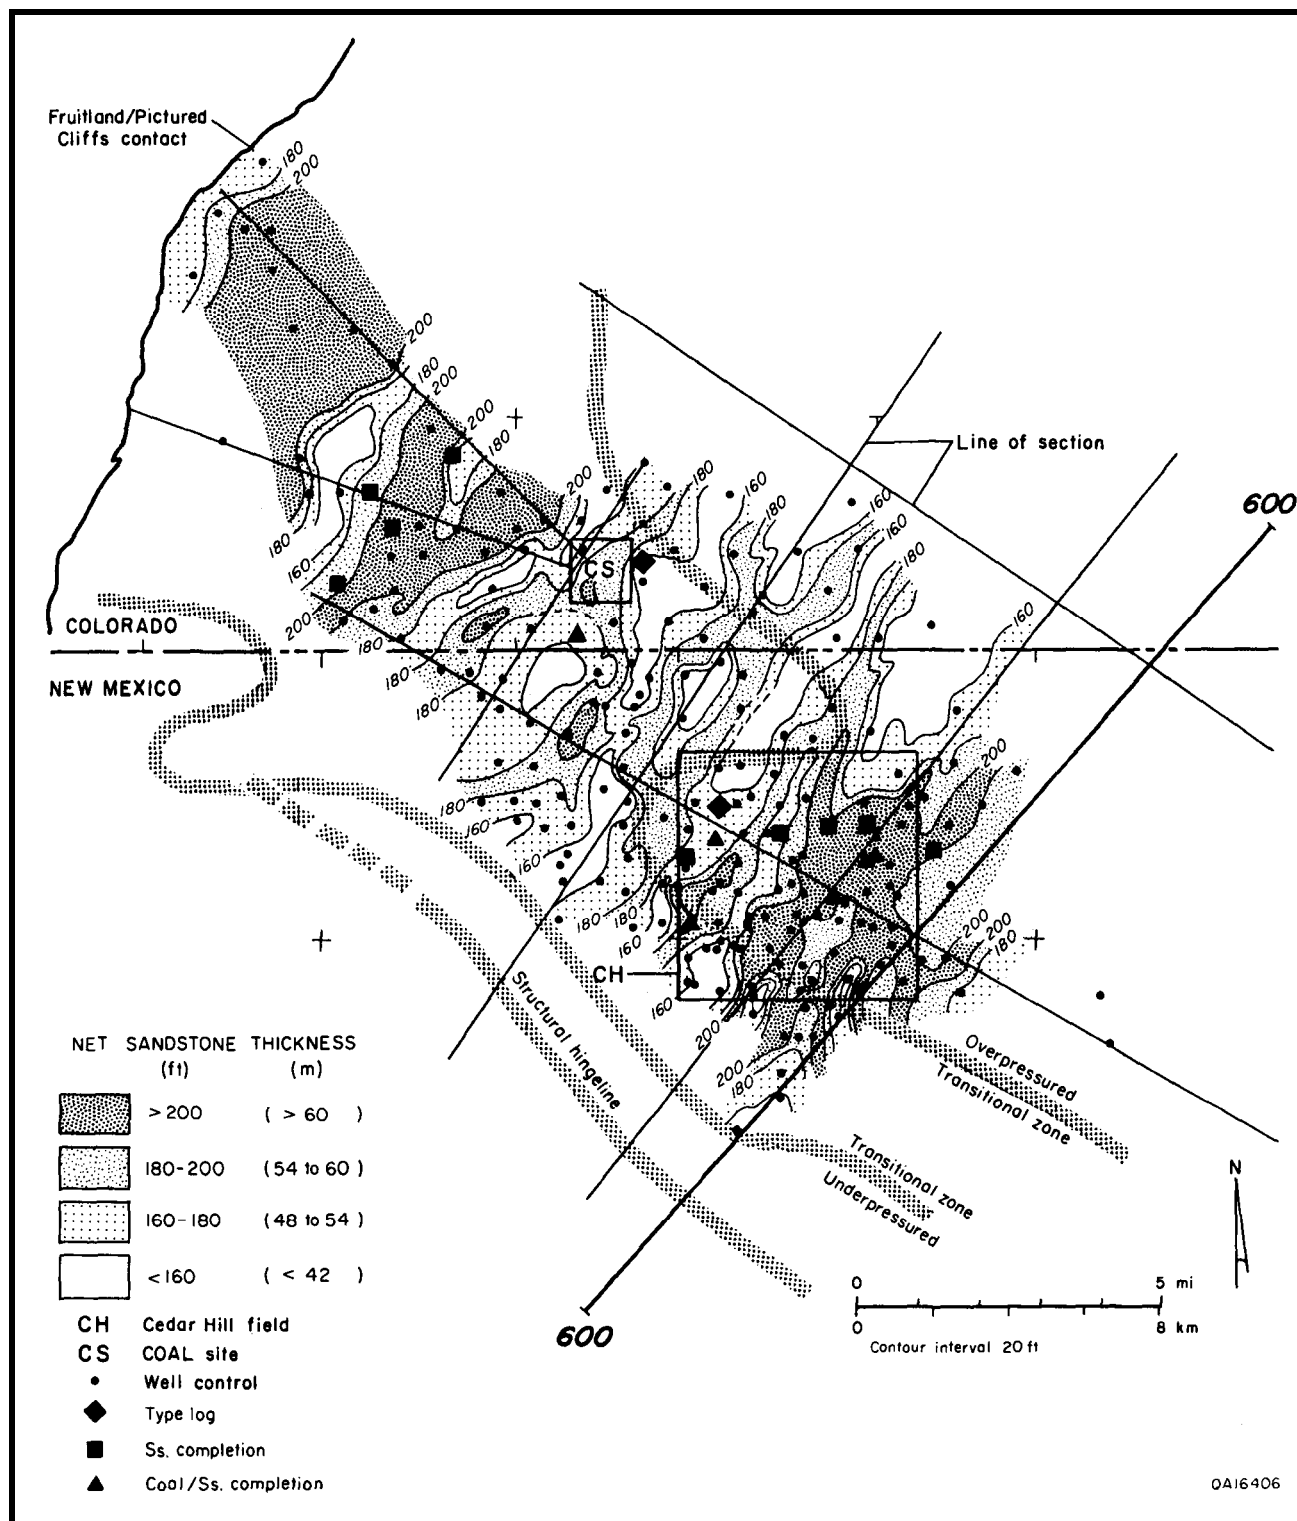 Fruitland/Pictured
Cliffs contact
180
200
200
180
200
200
180
200
180
160
180
160
160
180
180
160
200
180
160
Line of section
600
CS
COLORADO
NEW MEXICO
180
180
180
160
160
180
180
160
160
200
200
180
200
200
180
CH
Structural hingeline
Overpressured
Transitional zone
Transitional zone
Underpressured
600
NET SANDSTONE THICKNESS
(ft) (m)
>200 ( > 60 )
180-200 (54 to 60)
160-180 (48 to 54)
<160 ( < 42 )
CH Cedar Hill field
CS COAL site
Well control
Type log
Ss. completion
Coal/Ss. completion
N
0 5 mi
0 8 km
Contour interval 20 ft
QA16406